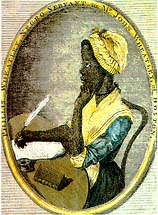 PHILLIS WHEATLEY, NEGRO SERVANT to Mr. JOHN WHEATLEY, of BOSTON.